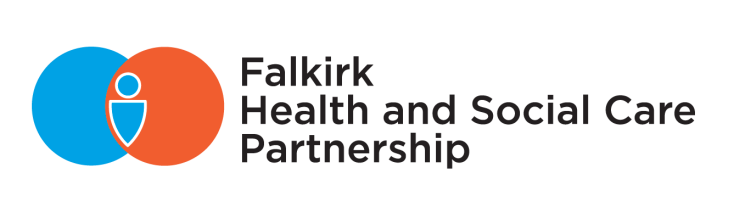 Falkirk
Health and Social Care
Partnership